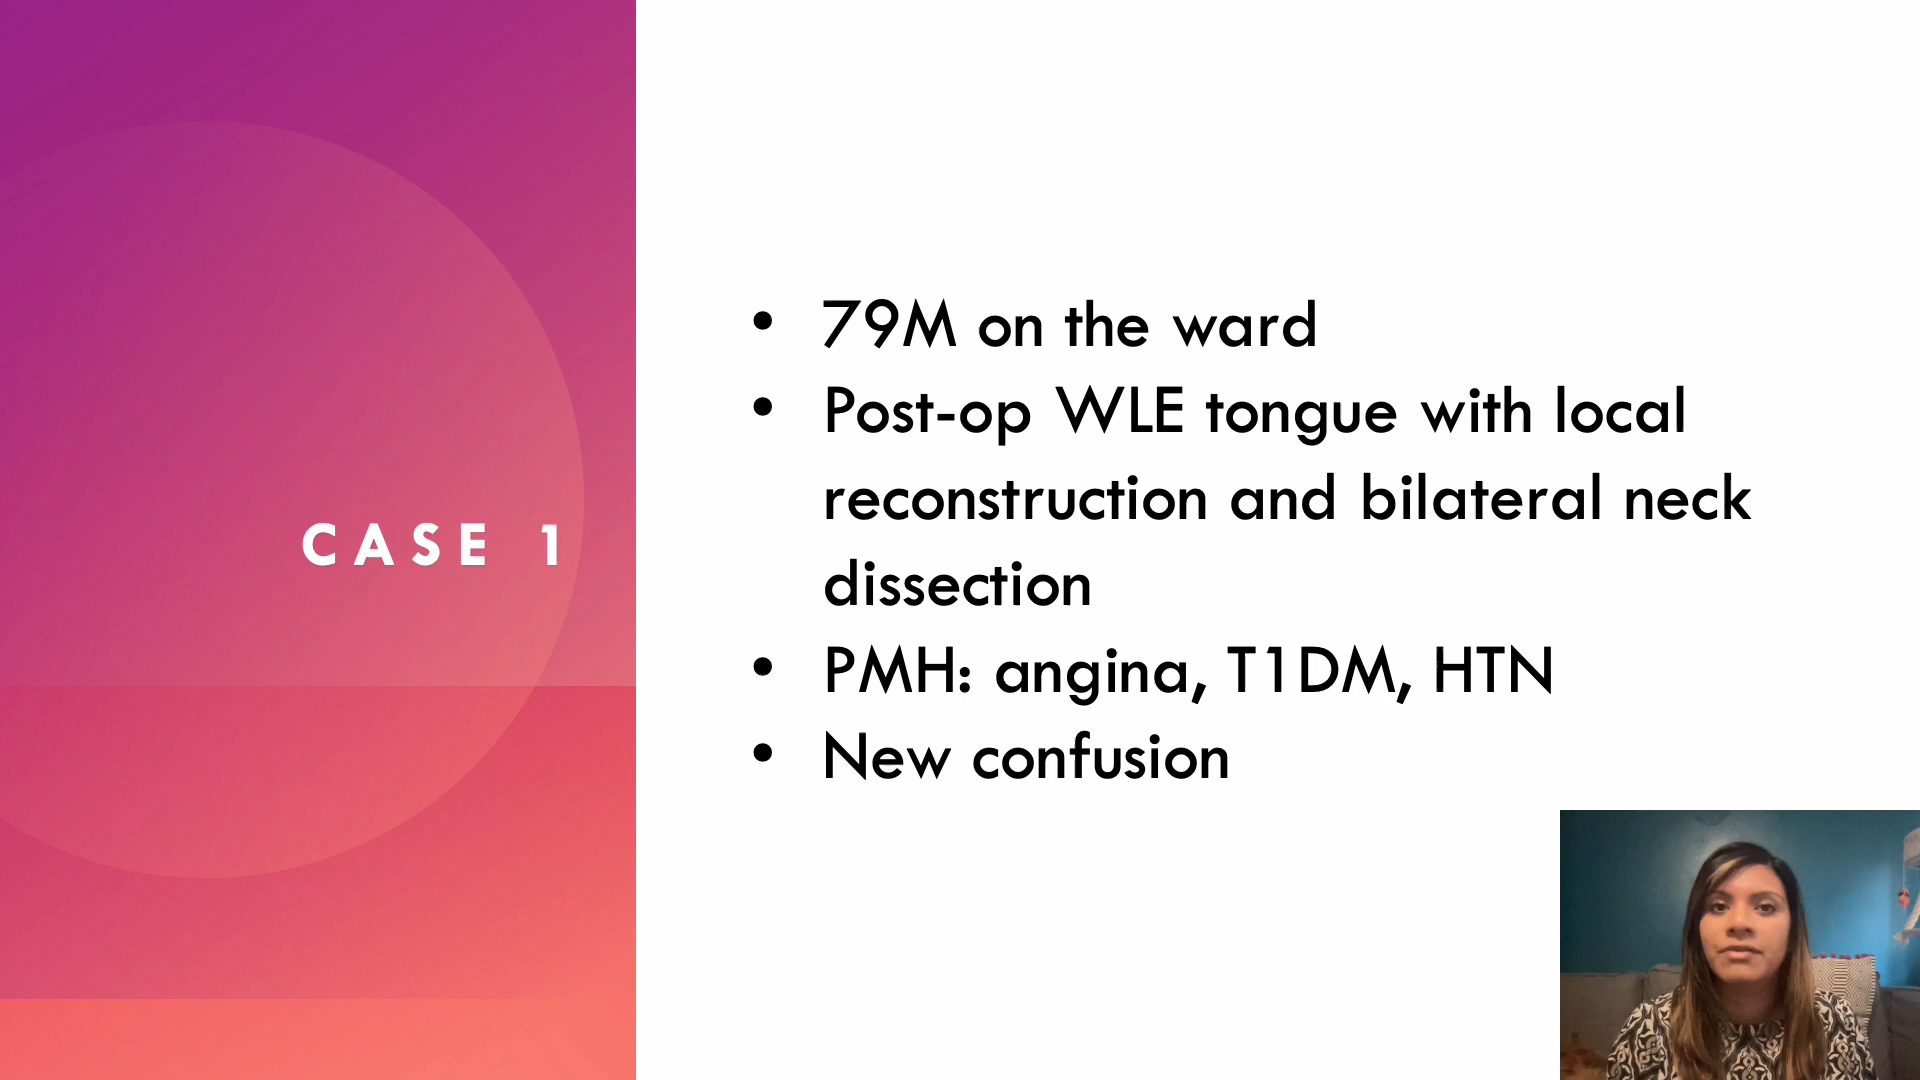 CASE 1
• 79M on the ward
• Post-op WLE tongue with local
reconstruction and bilateral neck
dissection
• PMH: angina, T1DM, HTN
• New confusion